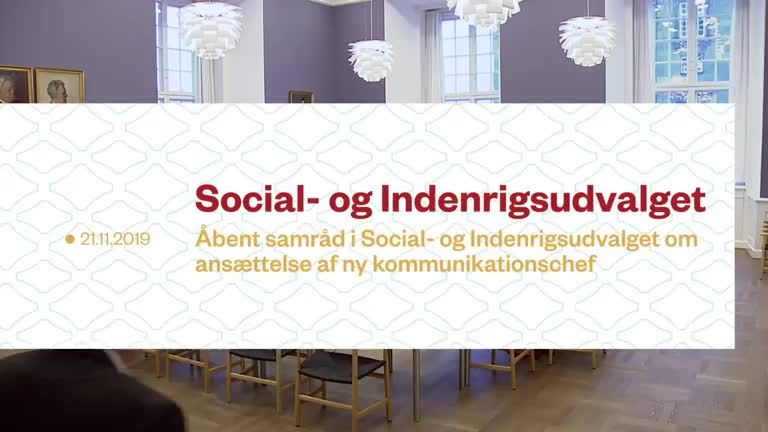 Social- og Indenrigsudvalget
21.11.2019
Åbent samråd i Social- og Indenrigsudvalget om
ansættelse af ny kommunikationschef